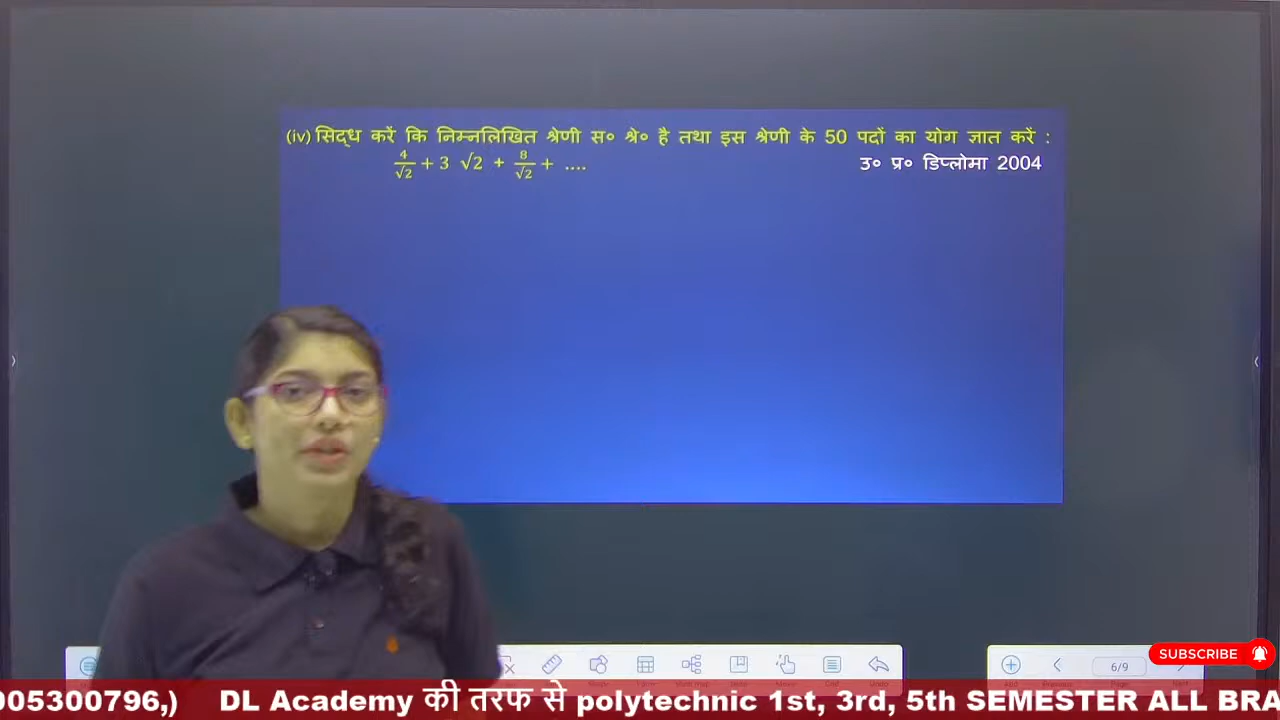 (iv) सिद्ध करें कि निम्नलिखित श्रेणी स० श्रे० है तथा इस श्रेणी के 50 पदों का योग ज्ञात करें :
4/√2 + 3 √2 + 8/√2 + ....
उ० प्र० डिप्लोमा 2004
6/9
SUBSCRIBE
005300796,) DL Academy की तरफ से polytechnic 1st, 3rd, 5th SEMESTER ALL BRA